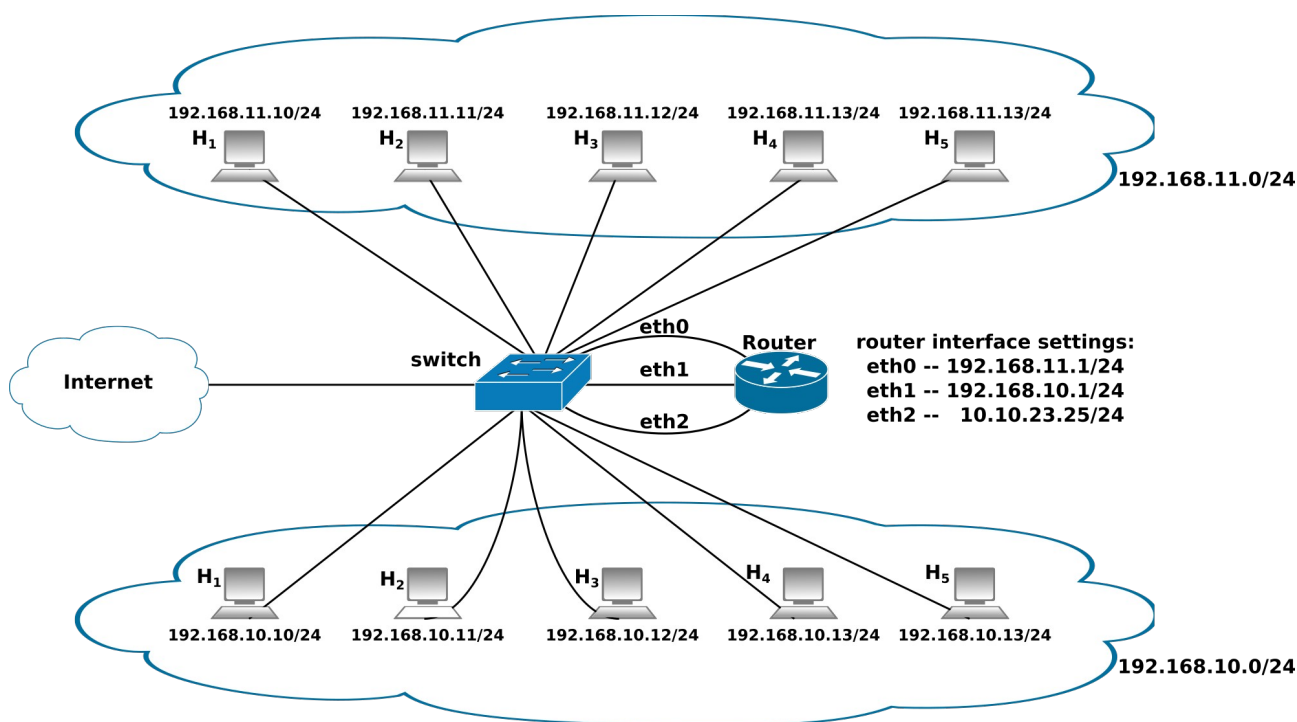 192.168.11.10/24 192.168.11.11/24 192.168.11.12/24 192.168.11.13/24 192.168.11.13/24
H1 H2 H3 H4 H5
192.168.11.0/24
eth0
switch
Router
Internet
eth1
eth2
router interface settings:
eth0 -- 192.168.11.1/24
eth1 -- 192.168.10.1/24
eth2 -- 10.10.23.25/24
H1 H2 H3 H4 H5
192.168.10.10/24 192.168.10.11/24 192.168.10.12/24 192.168.10.13/24 192.168.10.13/24
192.168.10.0/24